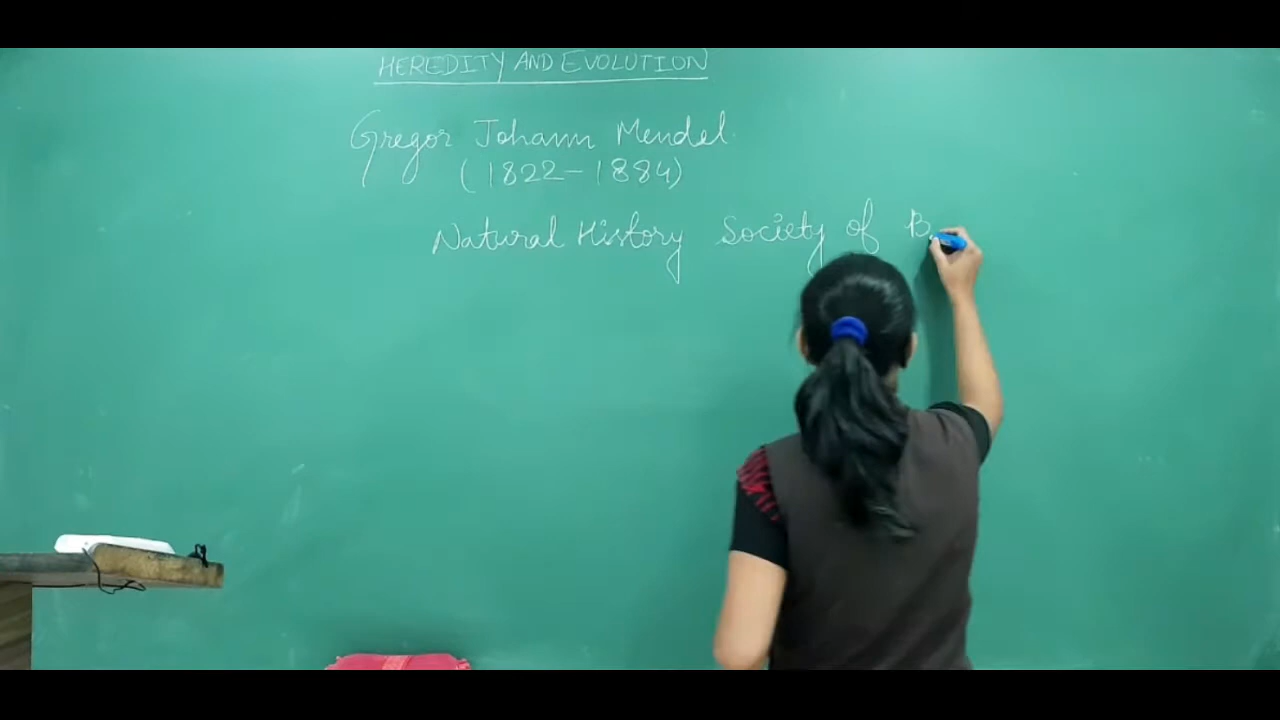 HEREDITY AND EVOLUTION
Gregor Johann Mendel
(1822-1884)
Natural History Society of B